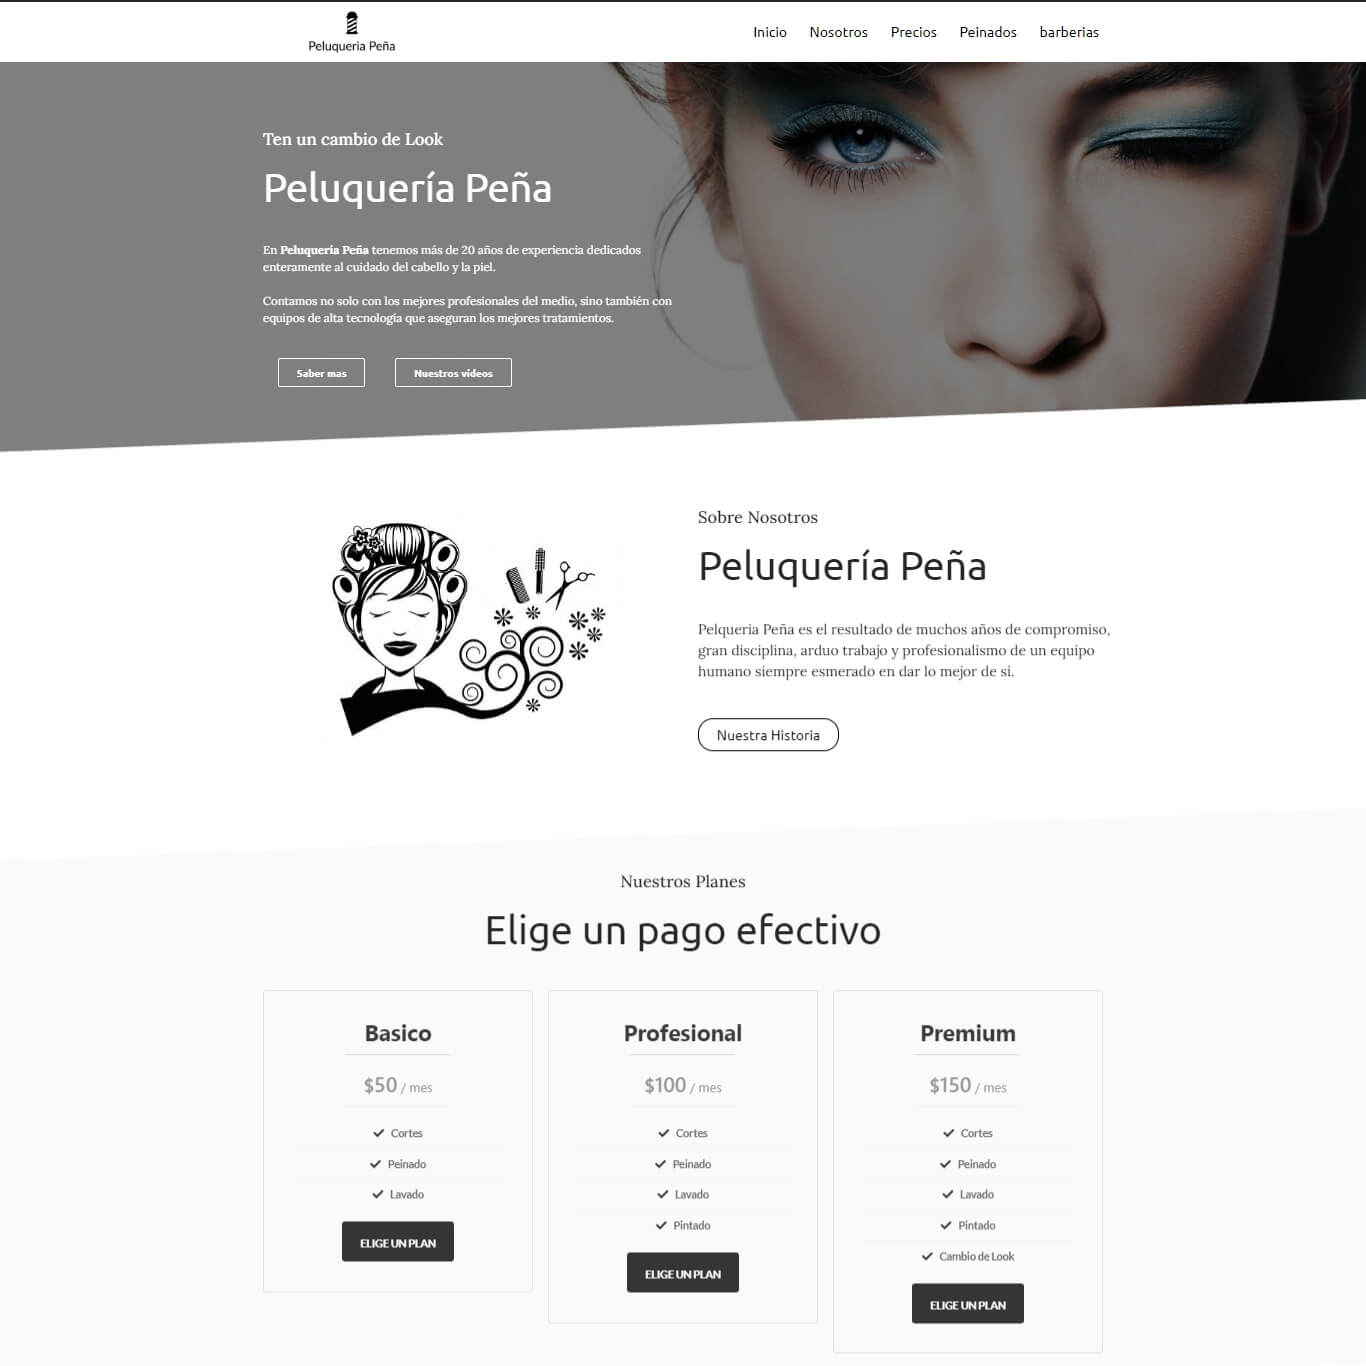 Peluqueria Peña
Inicio Nosotros Precios Peinados barberias
Ten un cambio de Look
Peluquería Peña
En Peluquería Peña tenemos más de 20 años de experiencia dedicados
enteramente al cuidado del cabello y la piel.
Contamos no solo con los mejores profesionales del medio, sino también con
equipos de alta tecnología que aseguran los mejores tratamientos.
Saber mas
Nuestros vídeos
Sobre Nosotros
Peluquería Peña
Pelqueria Peña es el resultado de muchos años de compromiso,
gran disciplina, arduo trabajo y profesionalismo de un equipo
humano siempre esmerado en dar lo mejor de sí.
Nuestra Historia
Nuestros Planes
Elige un pago efectivo
Basico
$50 / mes
Cortes
Peinado
Lavado
ELIGE UN PLAN
Profesional
$100 / mes
Cortes
Peinado
Lavado
Pintado
ELIGE UN PLAN
Premium
$150 / mes
Cortes
Peinado
Lavado
Pintado
Cambio de Look
ELIGE UN PLAN